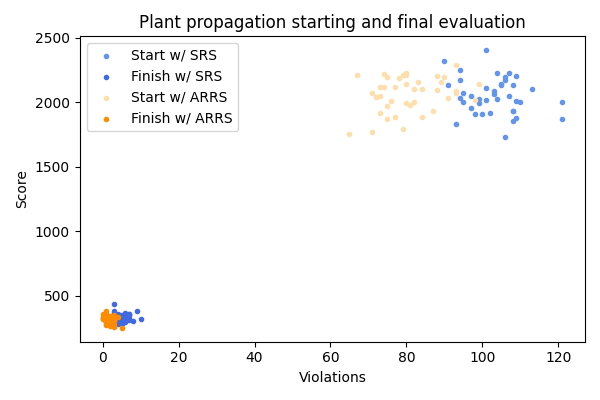 Plant propagation starting and final evaluation
Start w/ SRS
Finish w/ SRS
Start w/ ARRS
Finish w/ ARRS
Score
2500
2000
1500
1000
500
0 20 40 60 80 100 120
Violations